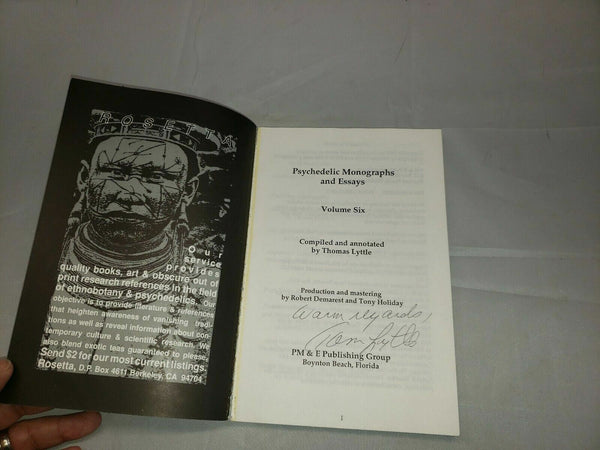 ROSETTA
Our
service
provides
quality books, art & obscure out of
print research references in the field
of ethnobotany & psychedelics. Our
objective is to provide literature & references
that heighten awareness of vanishing tradi-
tions as well as reveal information about con-
temporary culture & scientific research. We
also blend exotic teas guaranteed to please.
Send $2 for our most current listings.
Rosetta, D.P. Box 4611 Berkeley, CA 94704
Psychedelic Monographs
and Essays
Volume Six
Compiled and annotated
by Thomas Lyttle
Production and mastering
by Robert Demarest and Tony Holiday
Warm regards,
Tom Lyttle
PM & E Publishing Group
Boynton Beach, Florida
1